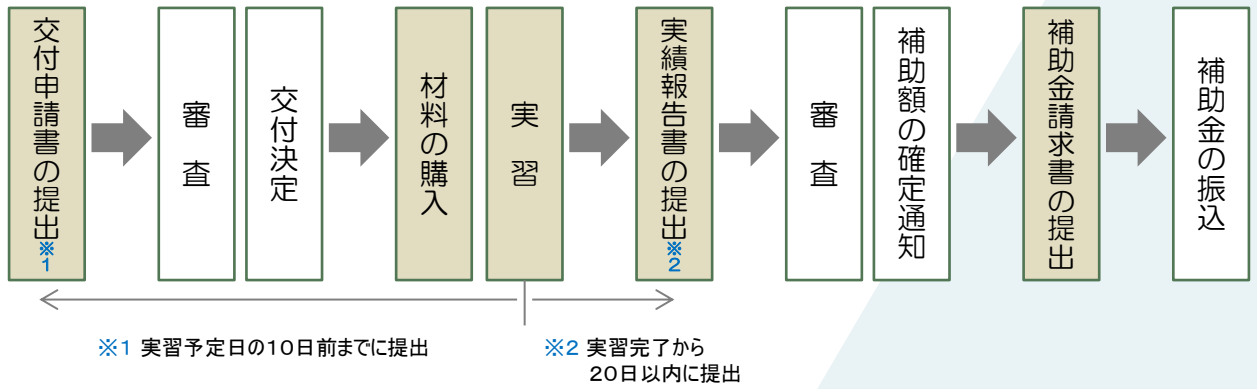 交付申請書の提出※1
審査
交付決定
材料の購入
実習
実績報告書の提出※2
審査
補助額の確定通知
補助金請求書の提出
補助金の振込
※1 実習予定日の10日前までに提出
※2 実習完了から
20日以内に提出